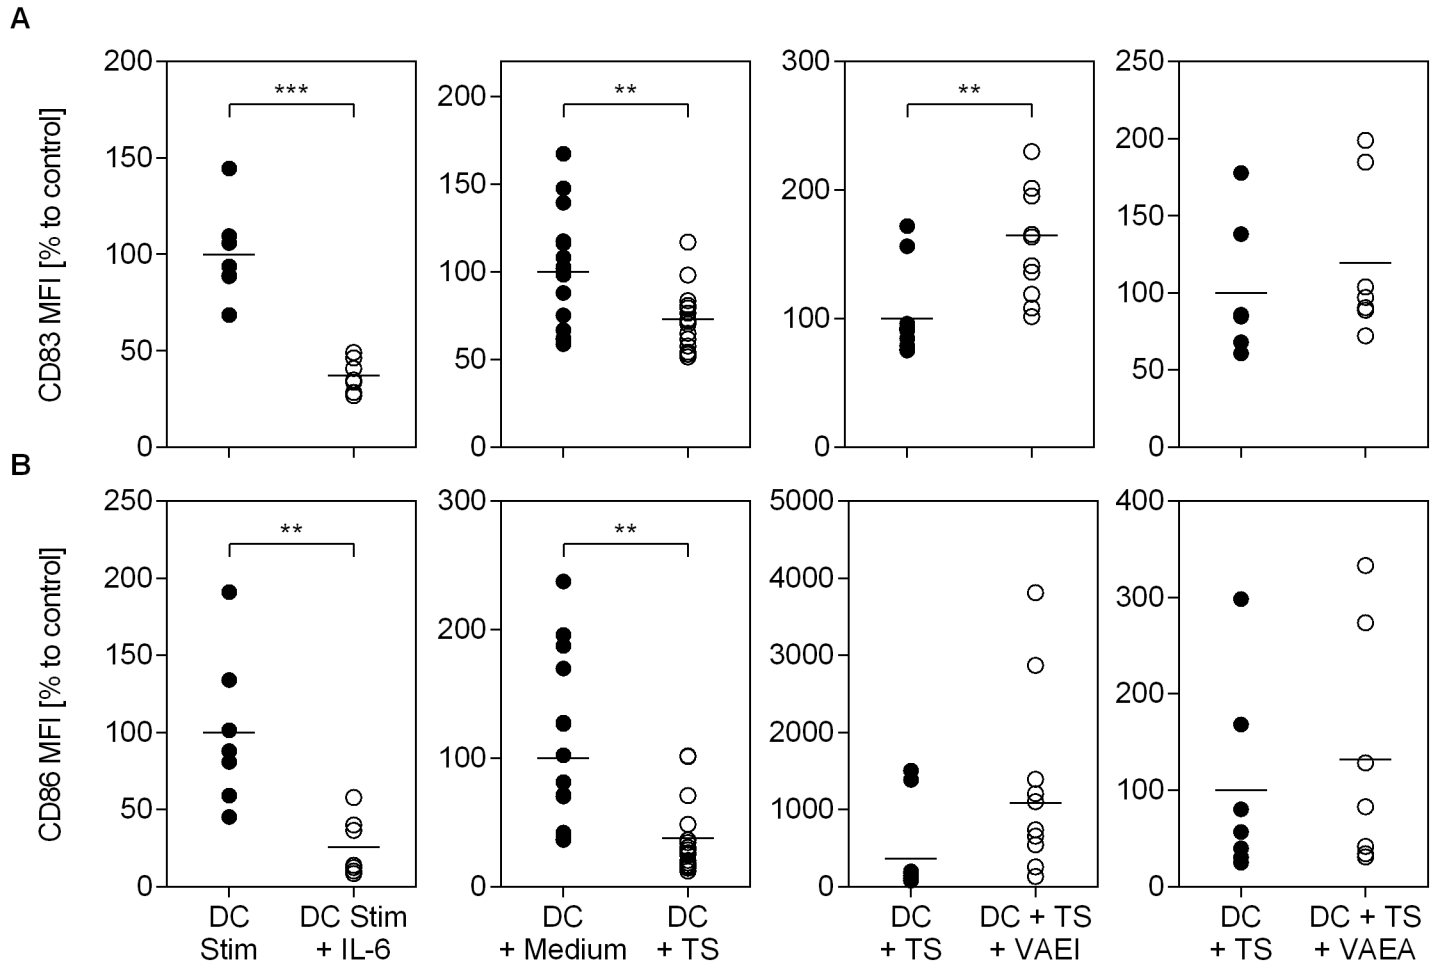 A
CD83 MFI [% to control]
200
150
100
50
0
***
200
150
100
50
0
**
300
200
100
0
**
250
200
150
100
50
0
B
CD86 MFI [% to control]
250
200
150
100
50
0
**
300
200
100
0
**
5000
4000
3000
2000
1000
0
400
300
200
100
0
DC
Stim
DC Stim
+ IL-6
DC
+ Medium
DC
+ TS
DC
+ TS
DC + TS
+ VAEI
DC
+ TS
DC + TS
+ VAEA